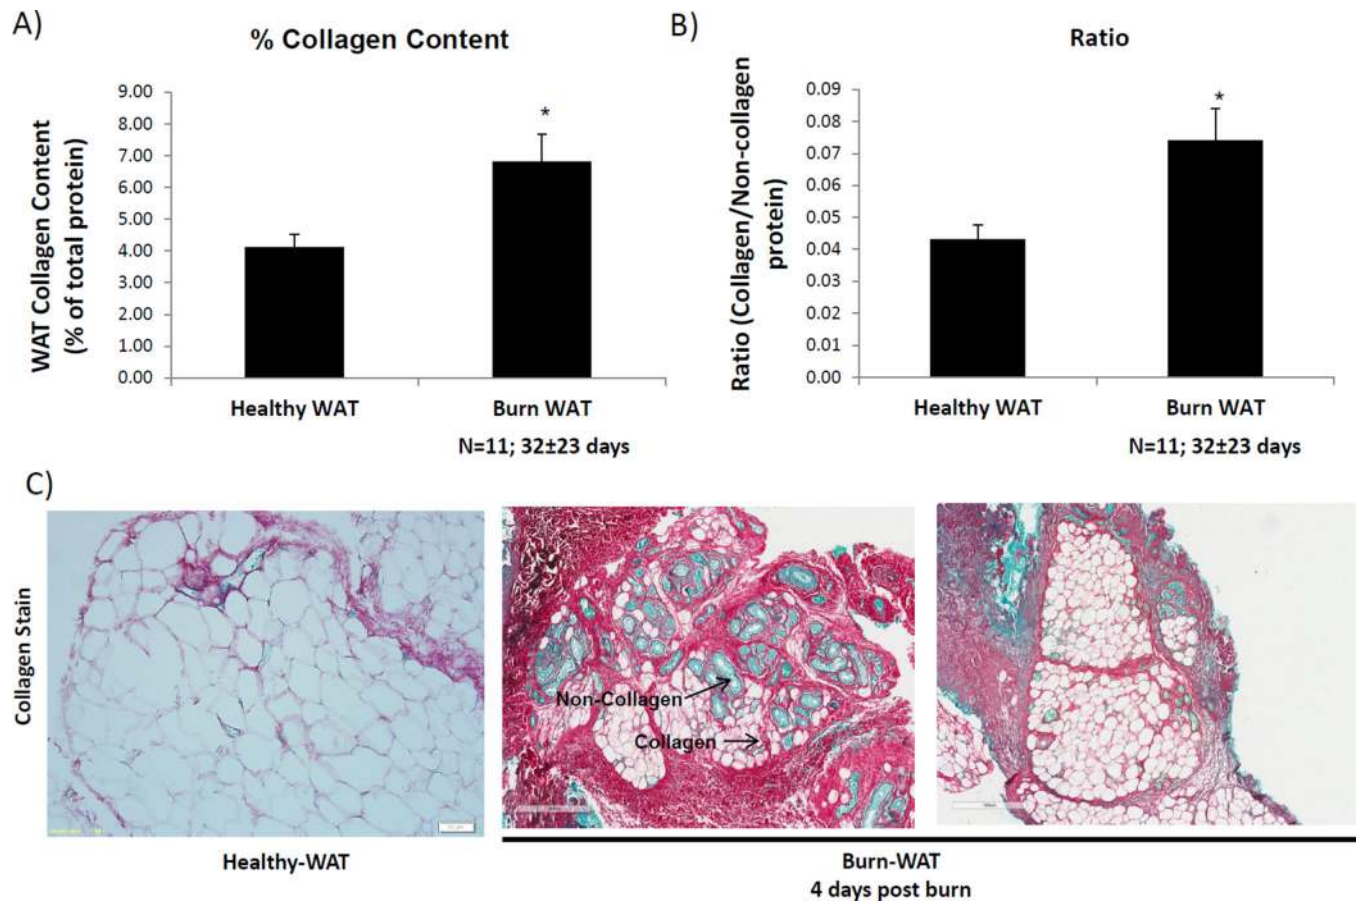 A)
% Collagen Content
WAT Collagen Content
(% of total protein)
9.00
8.00
7.00
6.00
5.00
4.00
3.00
2.00
1.00
0.00
*
Healthy WAT
Burn WAT
N=11; 32±23 days
B)
Ratio
Ratio (Collagen/Non-collagen
protein)
0.09
0.08
0.07
0.06
0.05
0.04
0.03
0.02
0.01
0.00
*
Healthy WAT
Burn WAT
N=11; 32±23 days
C)
Collagen Stain
Non-Collagen
Collagen
Healthy-WAT
Burn-WAT
4 days post burn